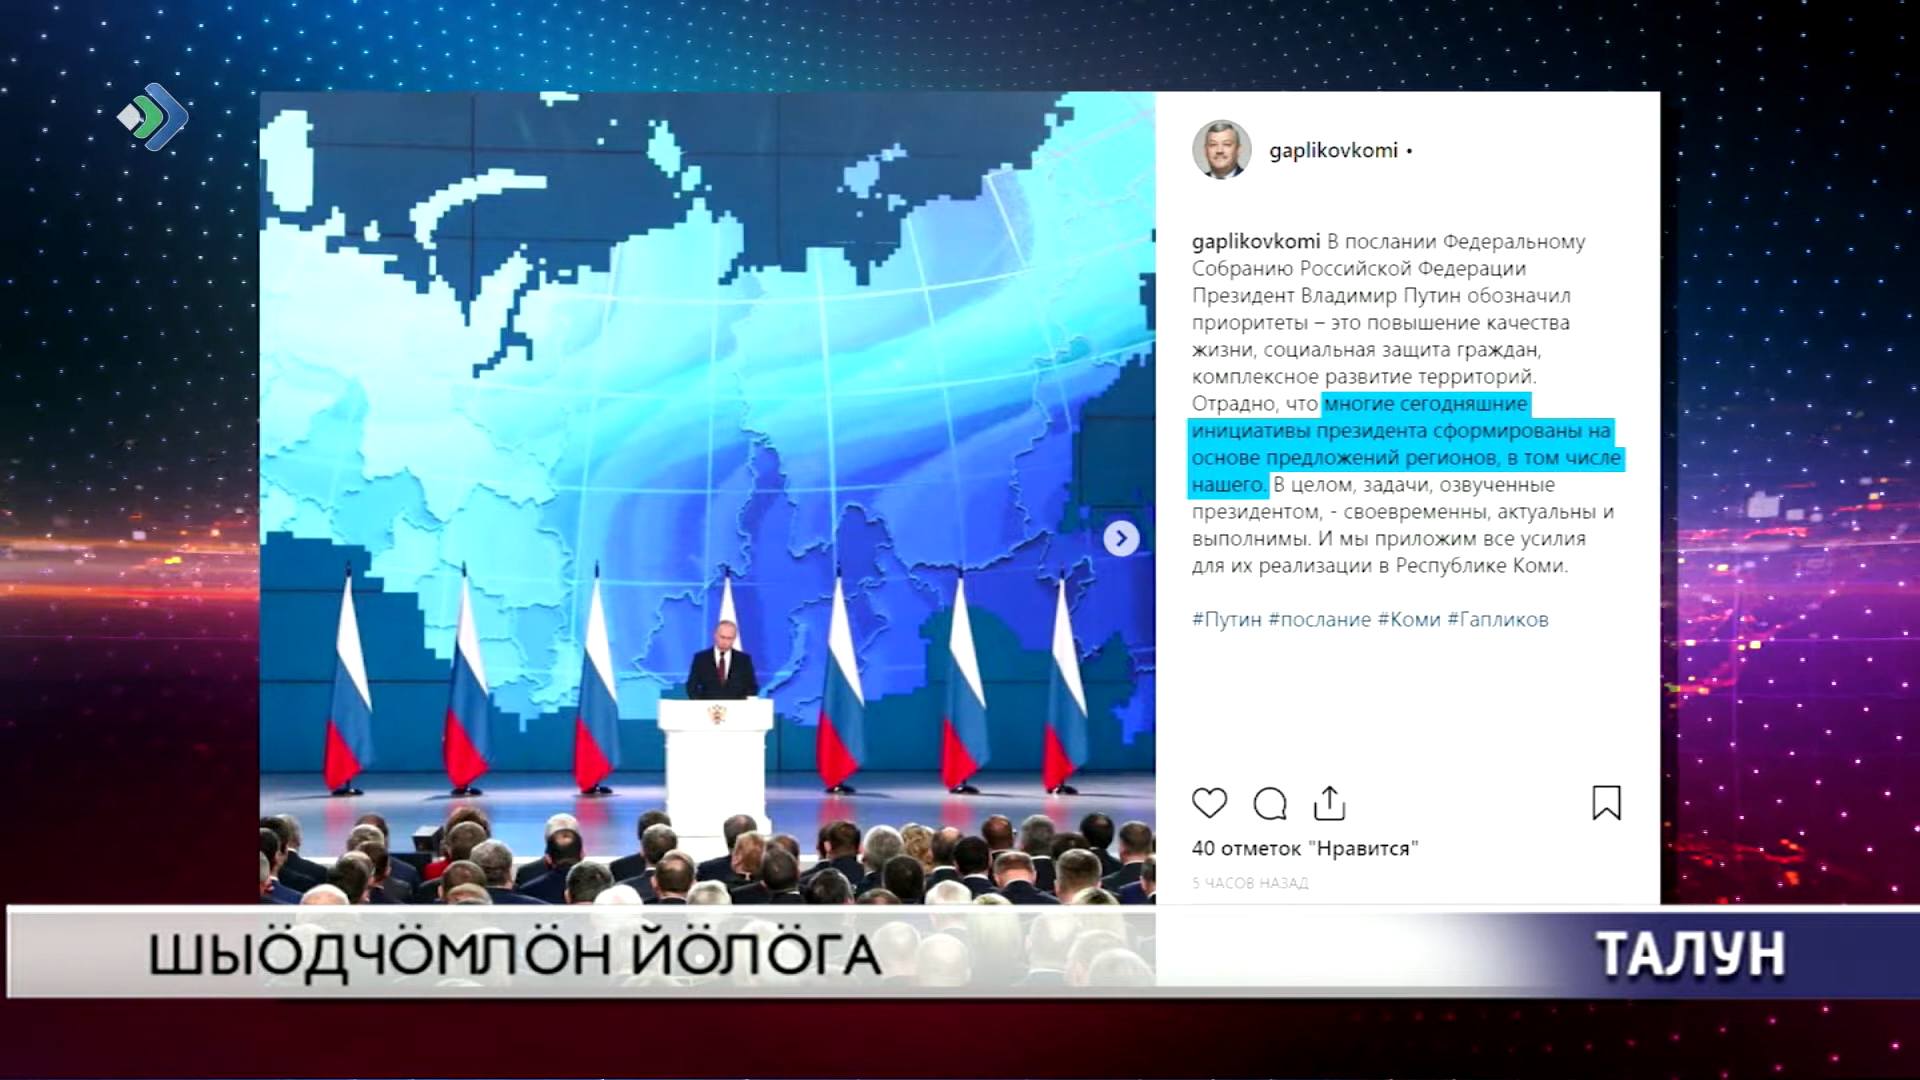 gaplikovkomi •
gaplikovkomi В послании Федеральному
Собранию Российской Федерации
Президент Владимир Путин обозначил
приоритеты – это повышение качества
жизни, социальная защита граждан,
комплексное развитие территорий.
Отрадно, что многие сегодняшние
инициативы президента сформированы на
основе предложений регионов, в том числе
нашего. В целом, задачи, озвученные
президентом, - своевременны, актуальны и
выполнимы. И мы приложим все усилия
для их реализации в Республике Коми.
#Путин #послание #Коми #Гапликов
40 отметок "Нравится"
5 ЧАСОВ НАЗАД
ШЫӦДЧӦМЛӦН ЙӦЛӦГА
ТАЛУН